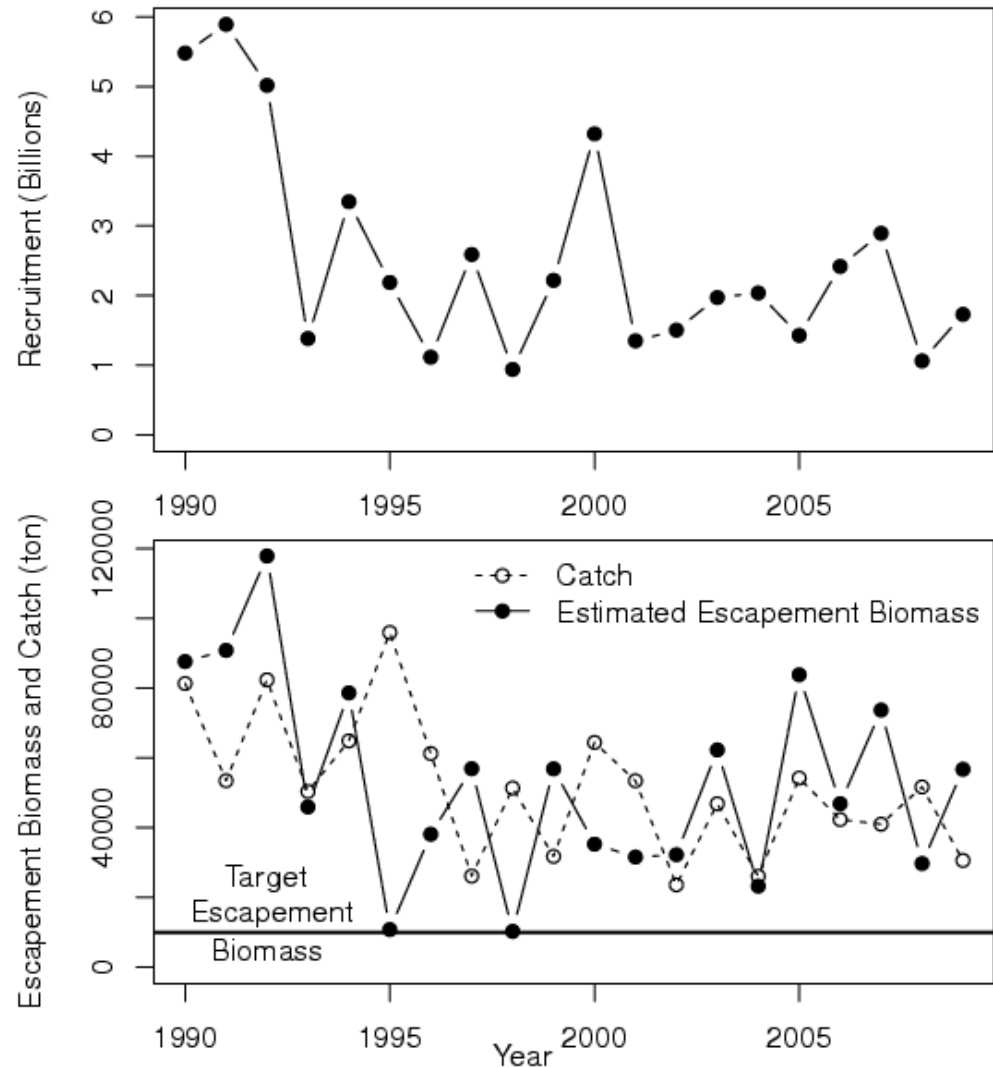 Recruitment (Billions)
6
5
4
3
2
1
0
1990 1995 2000 2005
Escapement Biomass and Catch (ton)
120000
80000
40000
0
Catch
Estimated Escapement Biomass
Target
Escapement
Biomass
1990 1995 2000 2005
Year